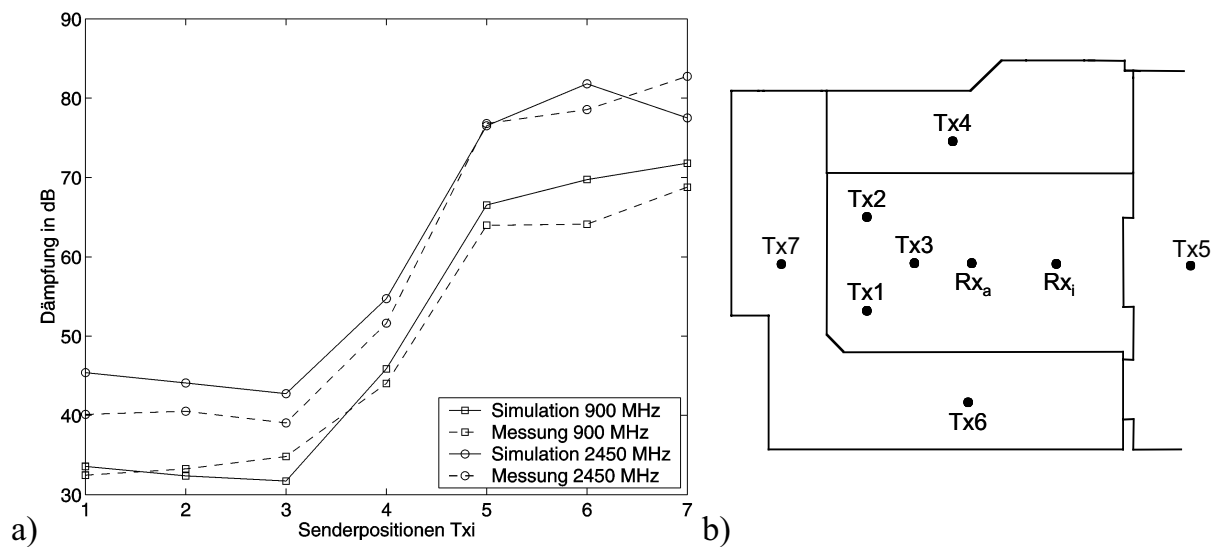 90
80
70
60
50
40
30
Dämpfung in dB
Simulation 900 MHz
Messung 900 MHz
Simulation 2450 MHz
Messung 2450 MHz
1 2 3 4 5 6 7
Senderpositionen Txi
a)
Tx4
Tx2
Tx7 Tx3 Tx5
Rxa Rxi
Tx1
Tx6
b)